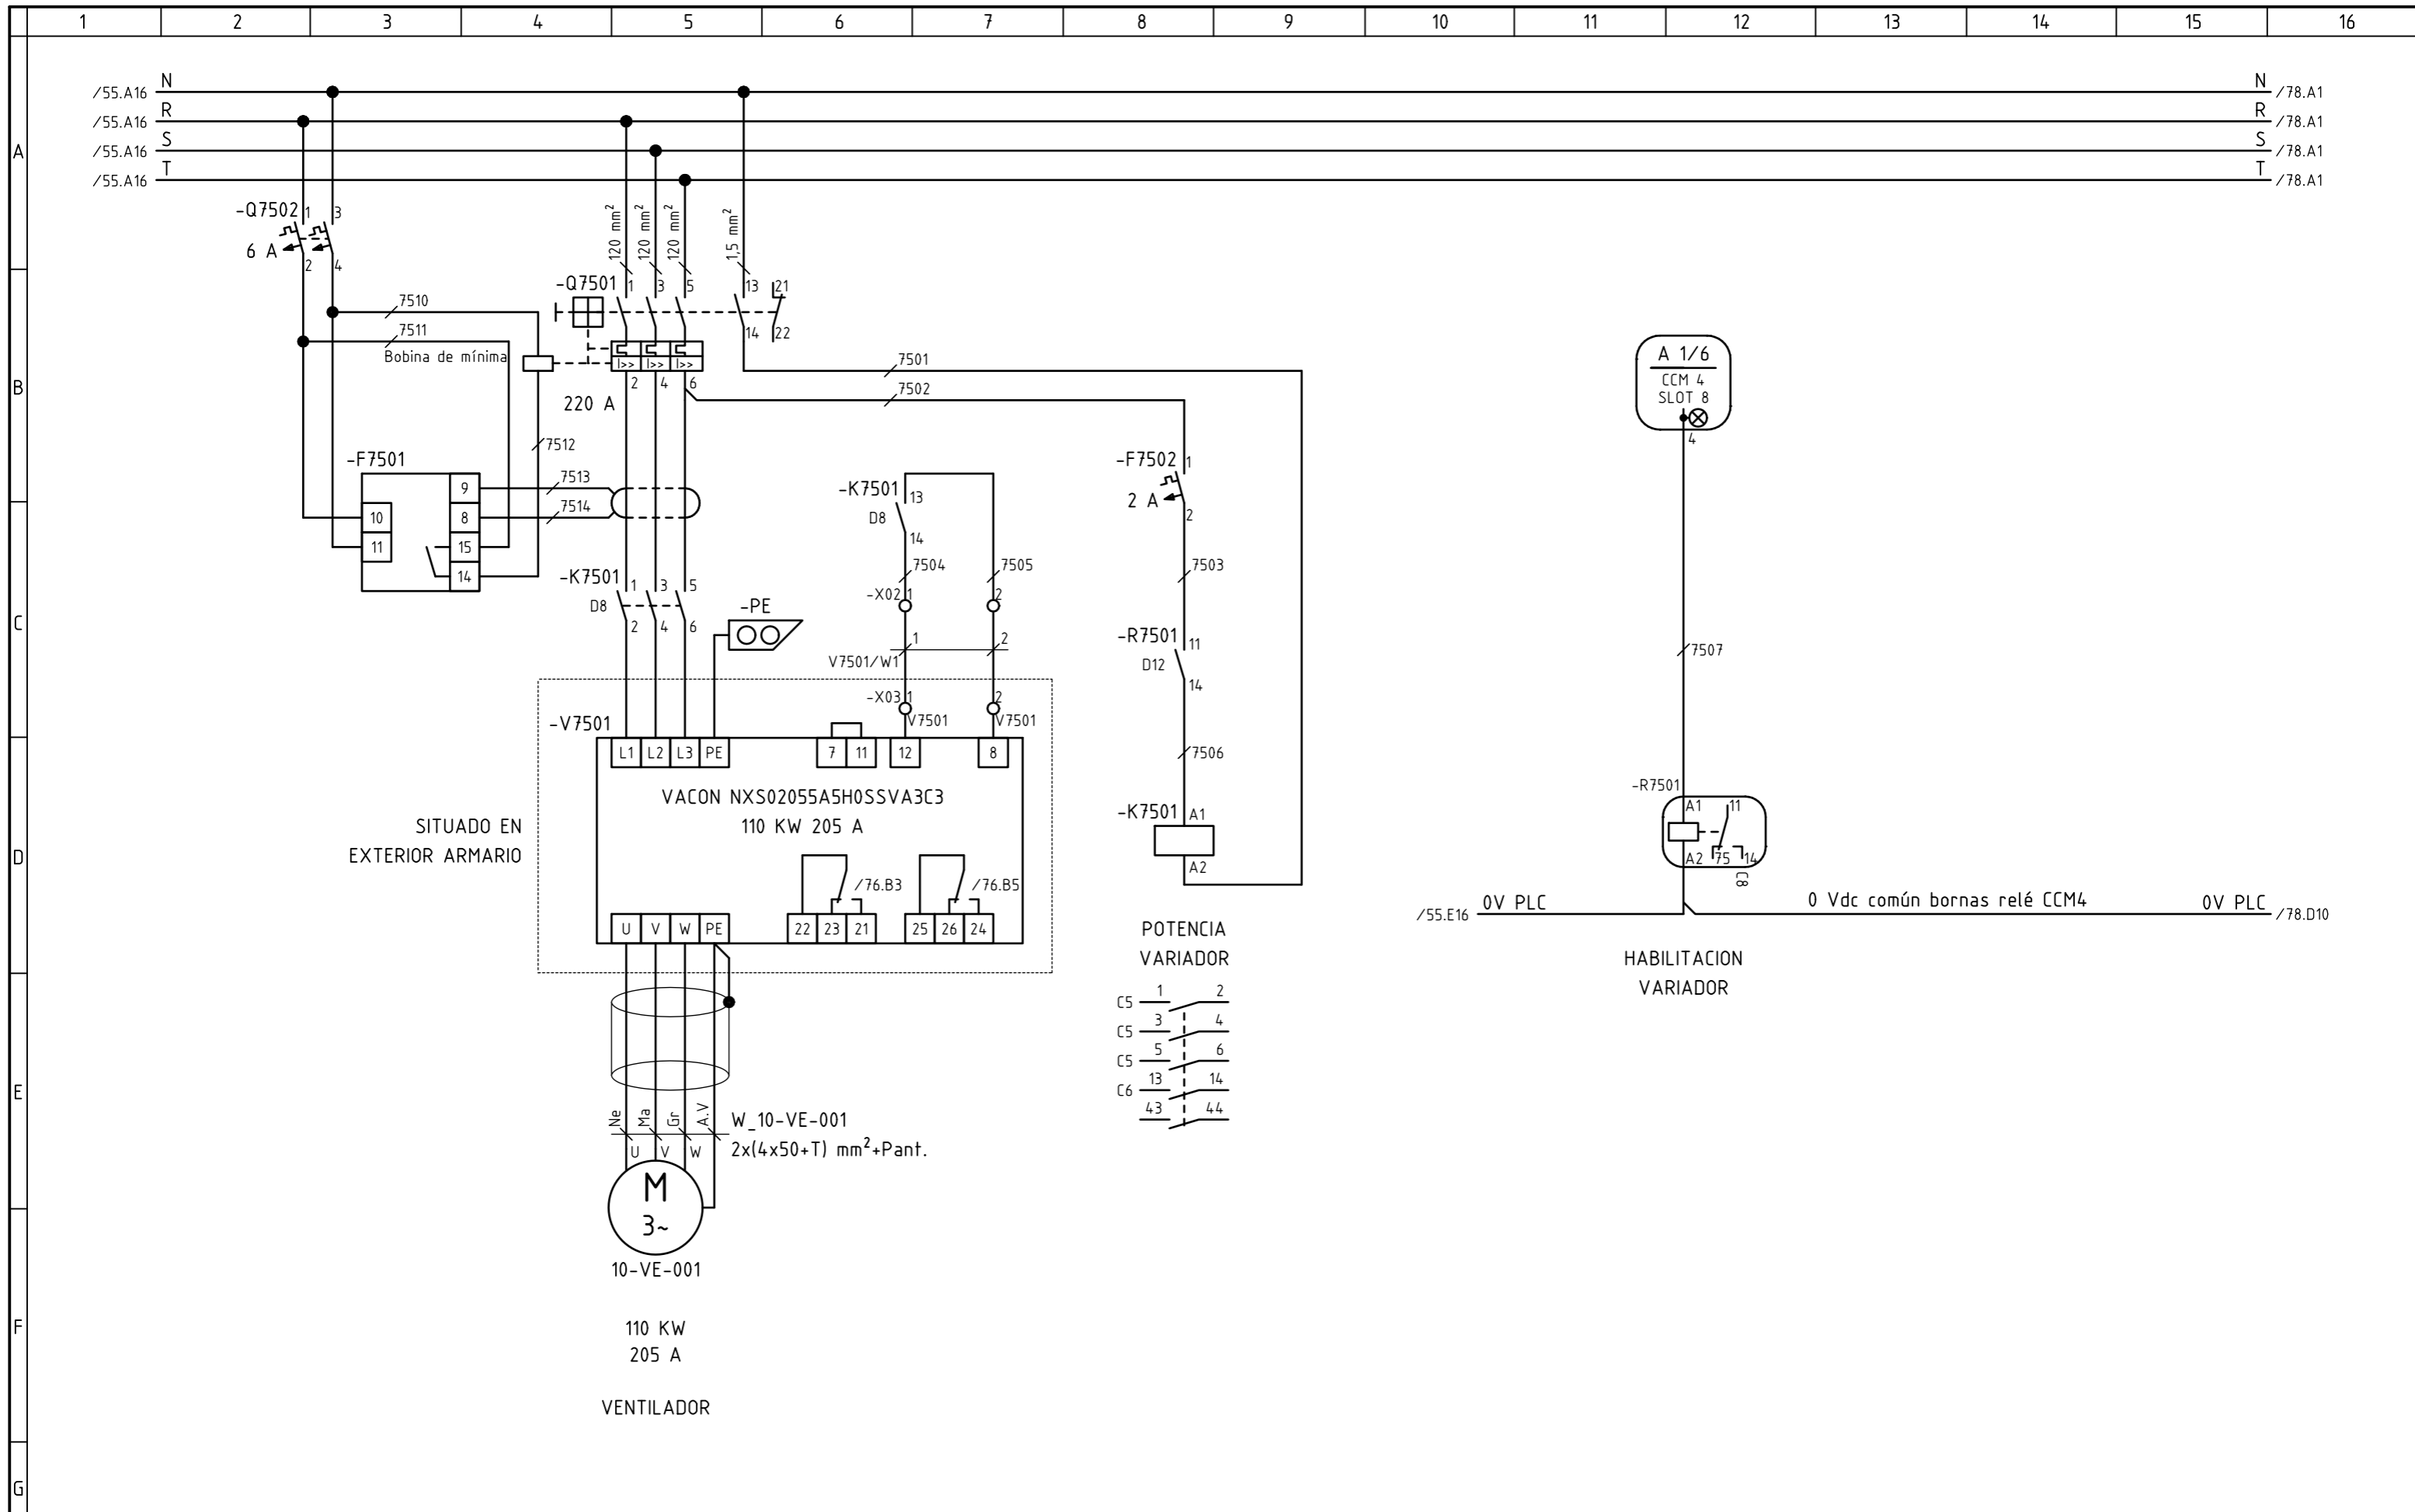 1 2 3 4 5 6 7 8 9 10 11 12 13 14 15 16
A
B
C
D
E
F
G
/55.A16 N
/55.A16 R
/55.A16 S
/55.A16 T
N /78.A1
R /78.A1
S /78.A1
T /78.A1
-Q7502 1 3
6 A
2 4
120 mm²
120 mm²
120 mm²
1,5 mm²
-Q7501 1 3 5 13 21
14 22
I>> I>> I>>
2 4 6
220 A
7510
7511
Bobina de mínima
7501
7502
7512
-F7501
9
10 8
11 15
14
7513
7514
-K7501 1 3 5
D8
2 4 6
-PE
-K7501 13
D8
14
7504 7505
-X02 1 2
1 2
V7501/W1
-X03 1 2
V7501 V7501
-V7501
L1 L2 L3 PE 7 11 12 8
VACON NXS02055A5H0SSVA3C3
110 KW 205 A
SITUADO EN
EXTERIOR ARMARIO
/76.B3 /76.B5
U V W PE 22 23 21 25 26 24
Ne Ma Gr A.V
W_10-VE-001
2x(4x50+T) mm²+Pant.
U V W
M
3~
10-VE-001
110 KW
205 A
VENTILADOR
-F7502 1
2 A
2
7503
-R7501 11
D12
14
7506
-K7501 A1
A2
POTENCIA
VARIADOR
C5 1 2
C5 3 4
C5 5 6
C6 13 14
43 44
A 1/6
CCM 4
SLOT 8
4
7507
-R7501
A1 11
A2 75 14
C8
/55.E16 0V PLC
0 Vdc común bornas relé CCM4
0V PLC /78.D10
HABILITACION
VARIADOR